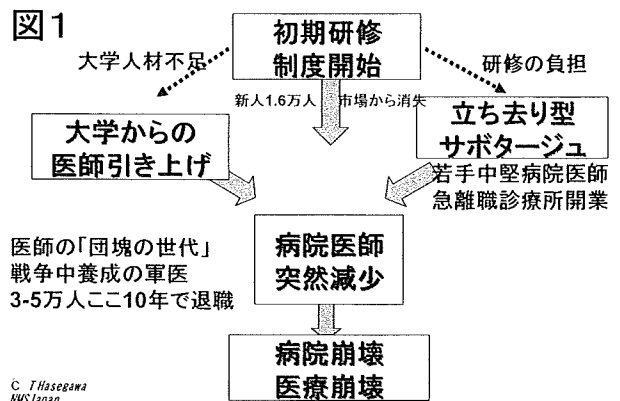 図1
初期研修
制度開始
大学人材不足
研修の負担
新人1.6万人 市場から消失
大学からの
医師引き上げ
立ち去り型
サボタージュ
若手中堅病院医師
急離職診療所開業
医師の「団塊の世代」
戦争中養成の軍医
3-5万人ここ10年で退職
病院医師
突然減少
病院崩壊
医療崩壊
C THasegawa
NMSJapan